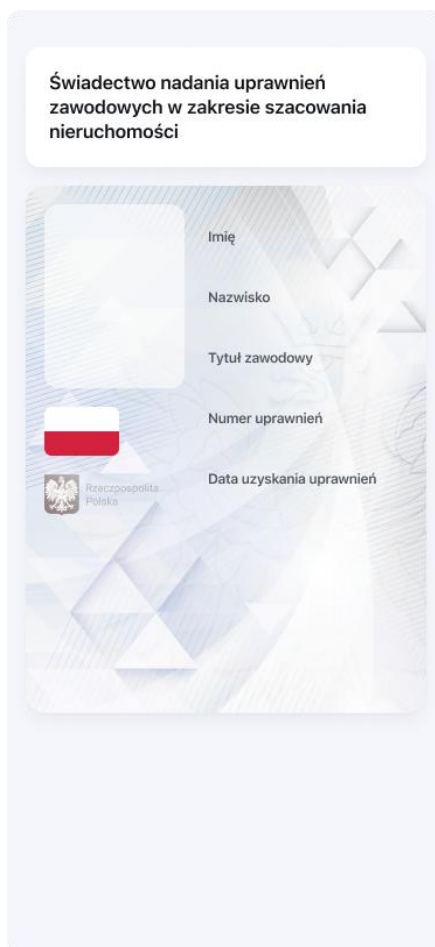 Świadectwo nadania uprawnień
zawodowych w zakresie szacowania
nieruchomości
Imię
Nazwisko
Tytuł zawodowy
Numer uprawnień
Data uzyskania uprawnień
Rzeczpospolita
Polska